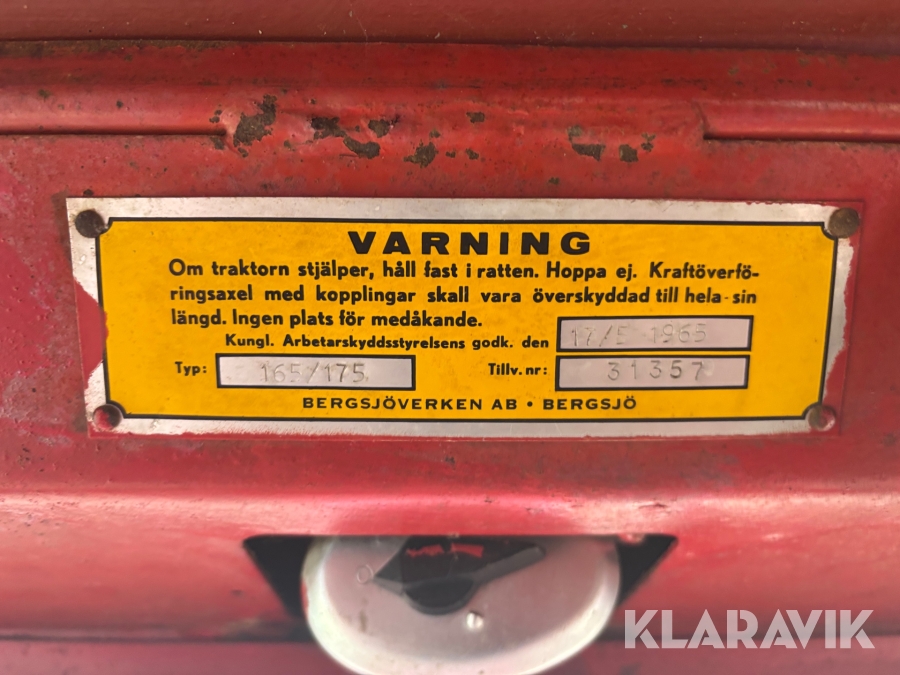 VARNING
Om traktorn stjälper, håll fast i ratten. Hoppa ej. Kraftöverfö-
ringsaxel med kopplingar skall vara överskyddad till hela sin
längd. Ingen plats för medåkande.
Kungl. Arbetarskyddsstyrelsens godk. den 17/5 1965
Typ: 165/175 Tillv. nr: 31357
BERGSJÖVERKEN AB • BERGSJÖ
KLARAVIK